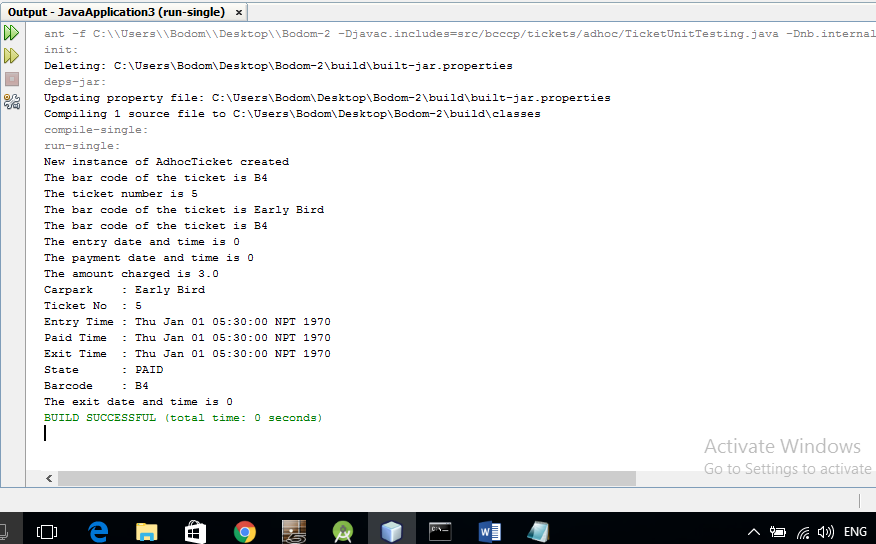 Output - JavaApplication3 (run-single) ×
ant -f C:\\Users\\Bodom\\Desktop\\Bodom-2 -Djavac.includes=src/bcccp/tickets/adhoc/TicketUnitTesting.java -Dnb.internal
init:
Deleting: C:\Users\Bodom\Desktop\Bodom-2\build\built-jar.properties
deps-jar:
Updating property file: C:\Users\Bodom\Desktop\Bodom-2\build\built-jar.properties
Compiling 1 source file to C:\Users\Bodom\Desktop\Bodom-2\build\classes
compile-single:
run-single:
New instance of AdhocTicket created
The bar code of the ticket is B4
The ticket number is 5
The bar code of the ticket is Early Bird
The bar code of the ticket is B4
The entry date and time is 0
The payment date and time is 0
The amount charged is 3.0
Carpark    : Early Bird
Ticket No  : 5
Entry Time : Thu Jan 01 05:30:00 NPT 1970
Paid Time  : Thu Jan 01 05:30:00 NPT 1970
Exit Time  : Thu Jan 01 05:30:00 NPT 1970
State      : PAID
Barcode    : B4
The exit date and time is 0
BUILD SUCCESSFUL (total time: 0 seconds)
Activate Windows
Go to Settings to activate
ENG